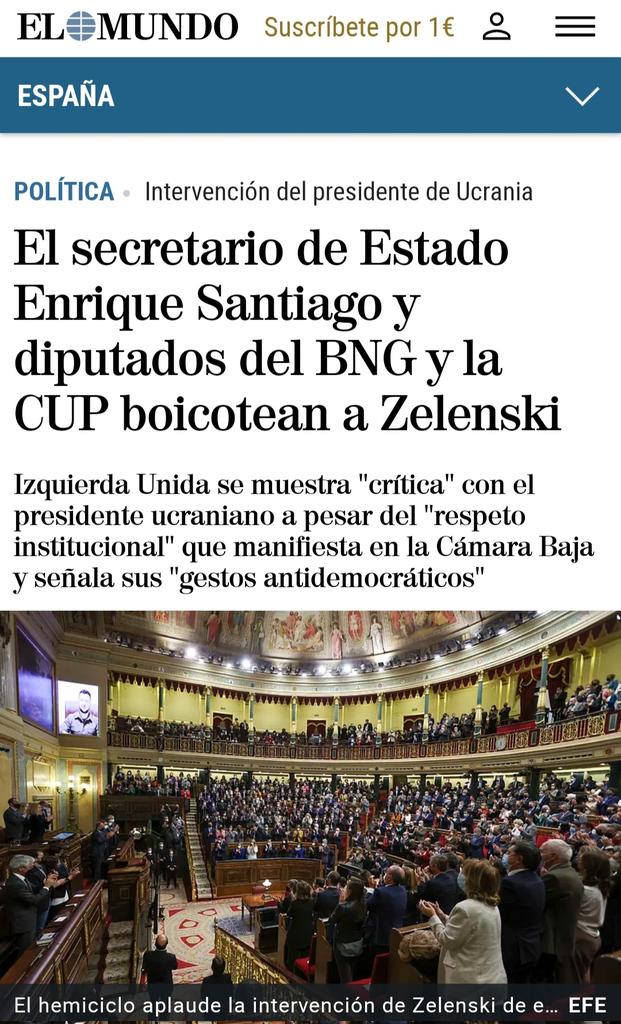 EL MUNDO Suscríbete por 1€
ESPAÑA
POLÍTICA • Intervención del presidente de Ucrania
El secretario de Estado
Enrique Santiago y
diputados del BNG y la
CUP boicotean a Zelenski
Izquierda Unida se muestra "crítica" con el
presidente ucraniano a pesar del "respeto
institucional" que manifiesta en la Cámara Baja
y señala sus "gestos antidemocráticos"
El hemiciclo aplaude la intervención de Zelenski de e... EFE